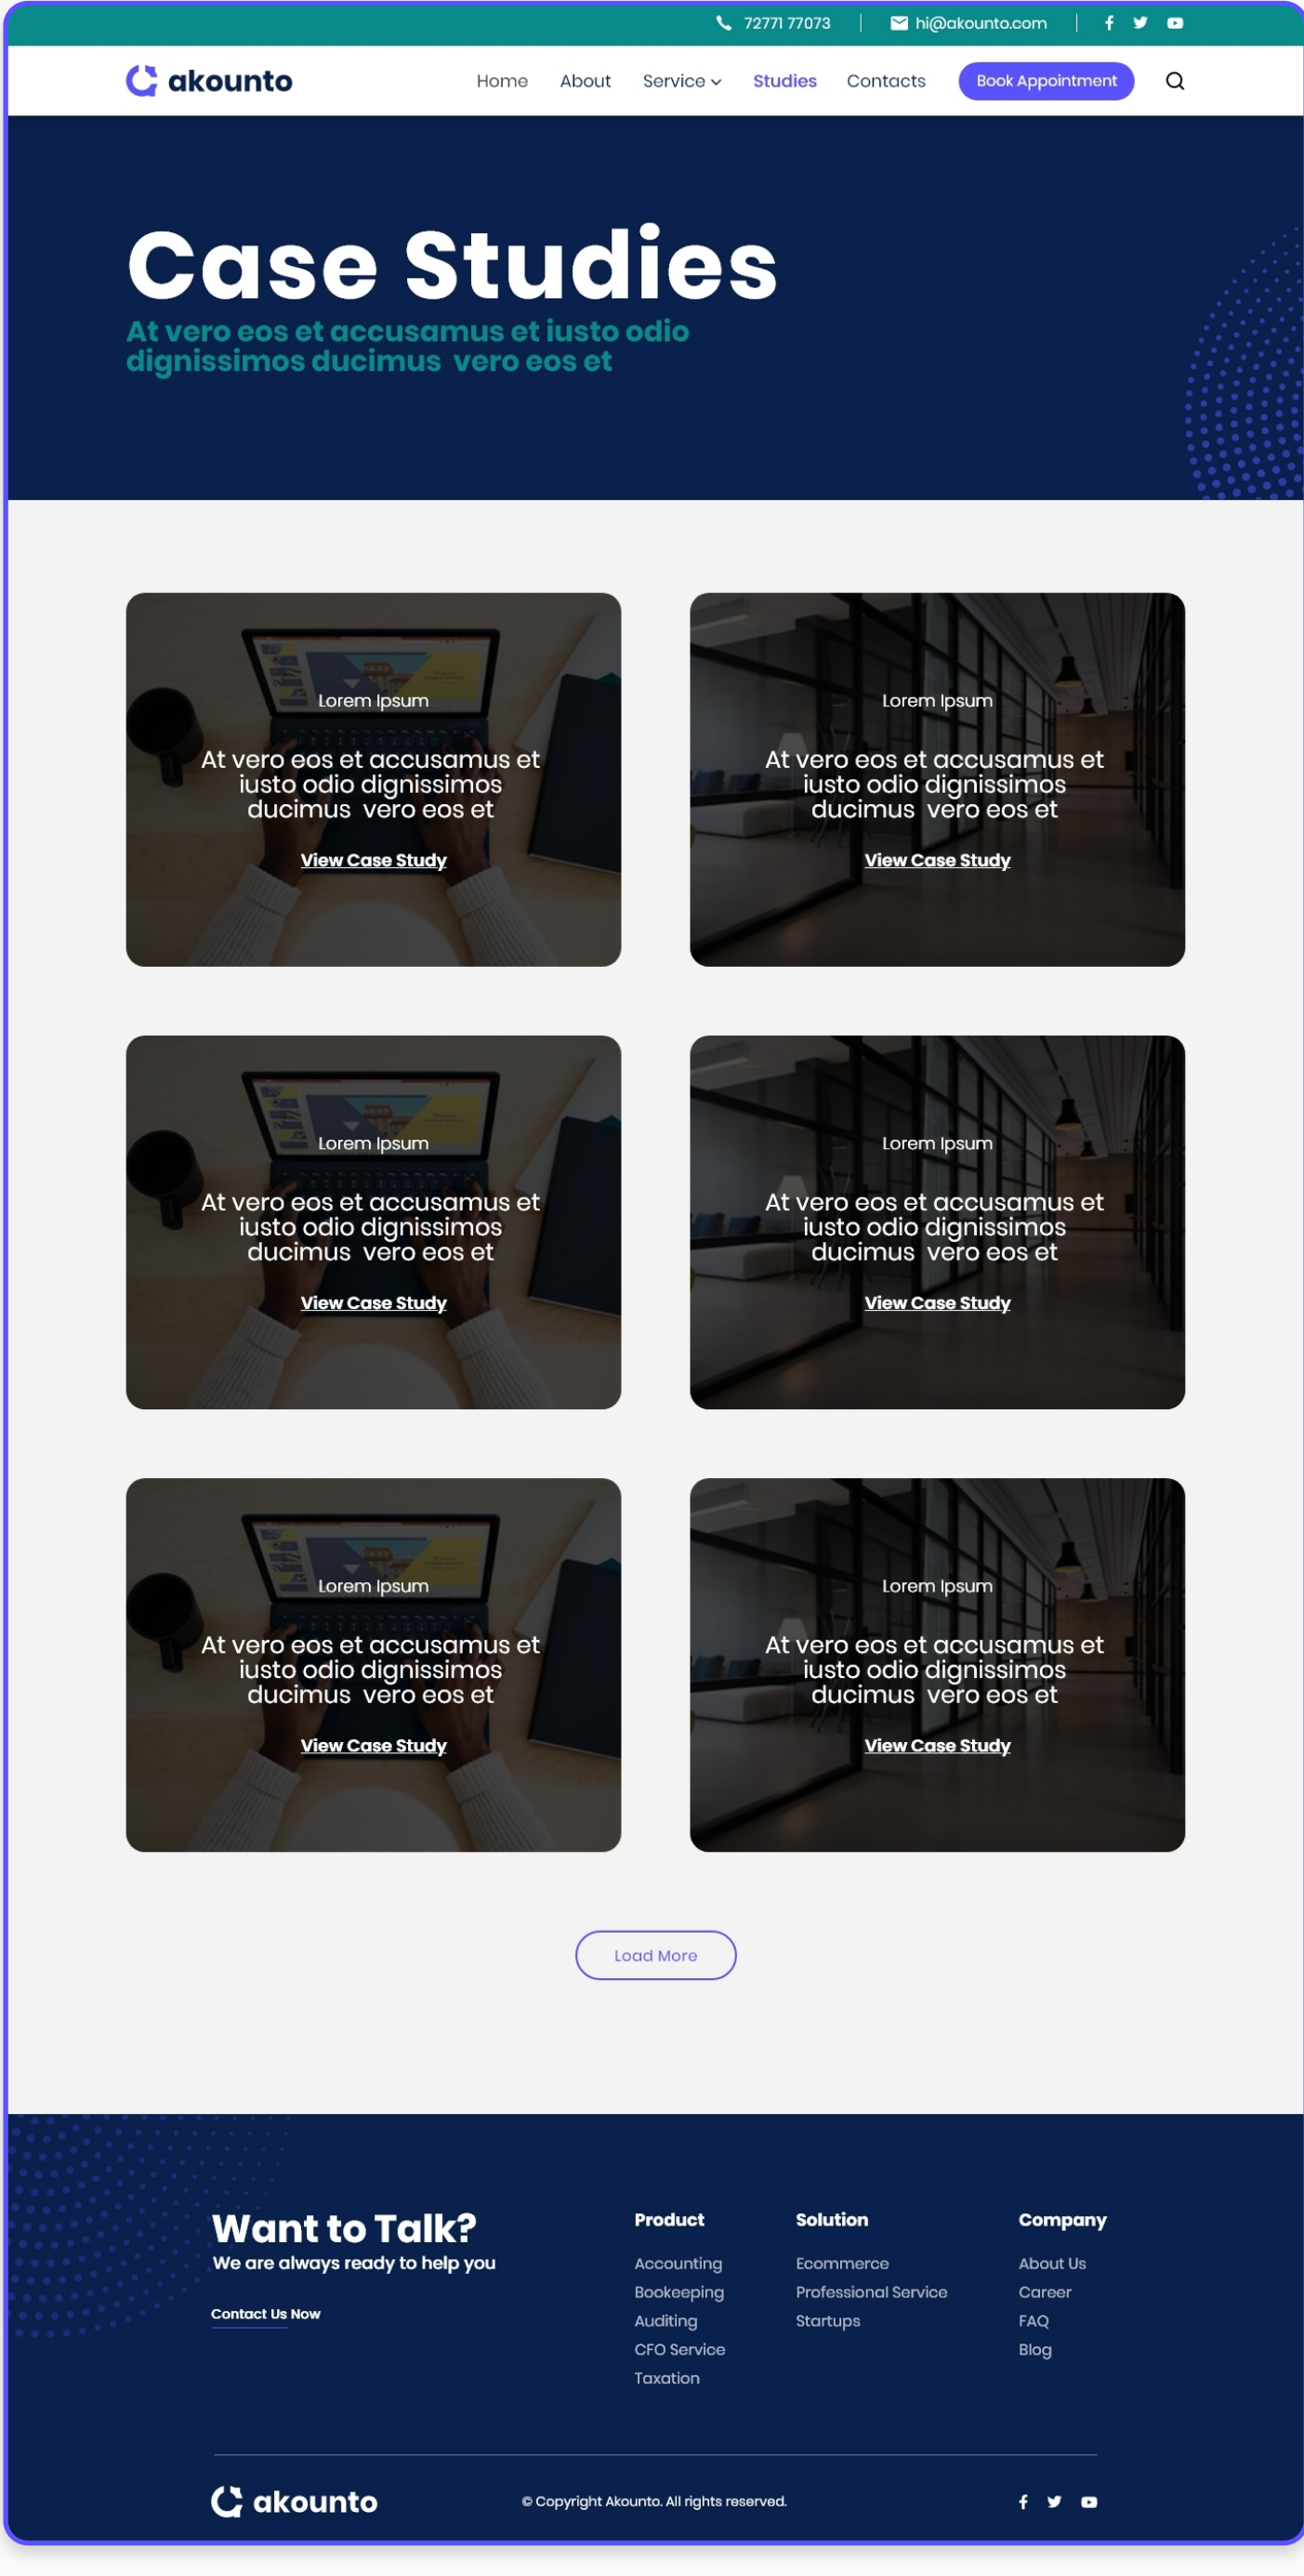 72771 77073
hi@akounto.com
akounto
Home
About
Service
Studies
Contacts
Book Appointment
Case Studies
At vero eos et accusamus et iusto odio
dignissimos ducimus vero eos et
Lorem Ipsum
At vero eos et accusamus et
iusto odio dignissimos
ducimus vero eos et
View Case Study
Lorem Ipsum
At vero eos et accusamus et
iusto odio dignissimos
ducimus vero eos et
View Case Study
Lorem Ipsum
At vero eos et accusamus et
iusto odio dignissimos
ducimus vero eos et
View Case Study
Lorem Ipsum
At vero eos et accusamus et
iusto odio dignissimos
ducimus vero eos et
View Case Study
Lorem Ipsum
At vero eos et accusamus et
iusto odio dignissimos
ducimus vero eos et
View Case Study
Lorem Ipsum
At vero eos et accusamus et
iusto odio dignissimos
ducimus vero eos et
View Case Study
Load More
Want to Talk?
We are always ready to help you
Contact Us Now
Product
Accounting
Bookeeping
Auditing
CFO Service
Taxation
Solution
Ecommerce
Professional Service
Startups
Company
About Us
Career
FAQ
Blog
akounto
© Copyright Akounto. All rights reserved.